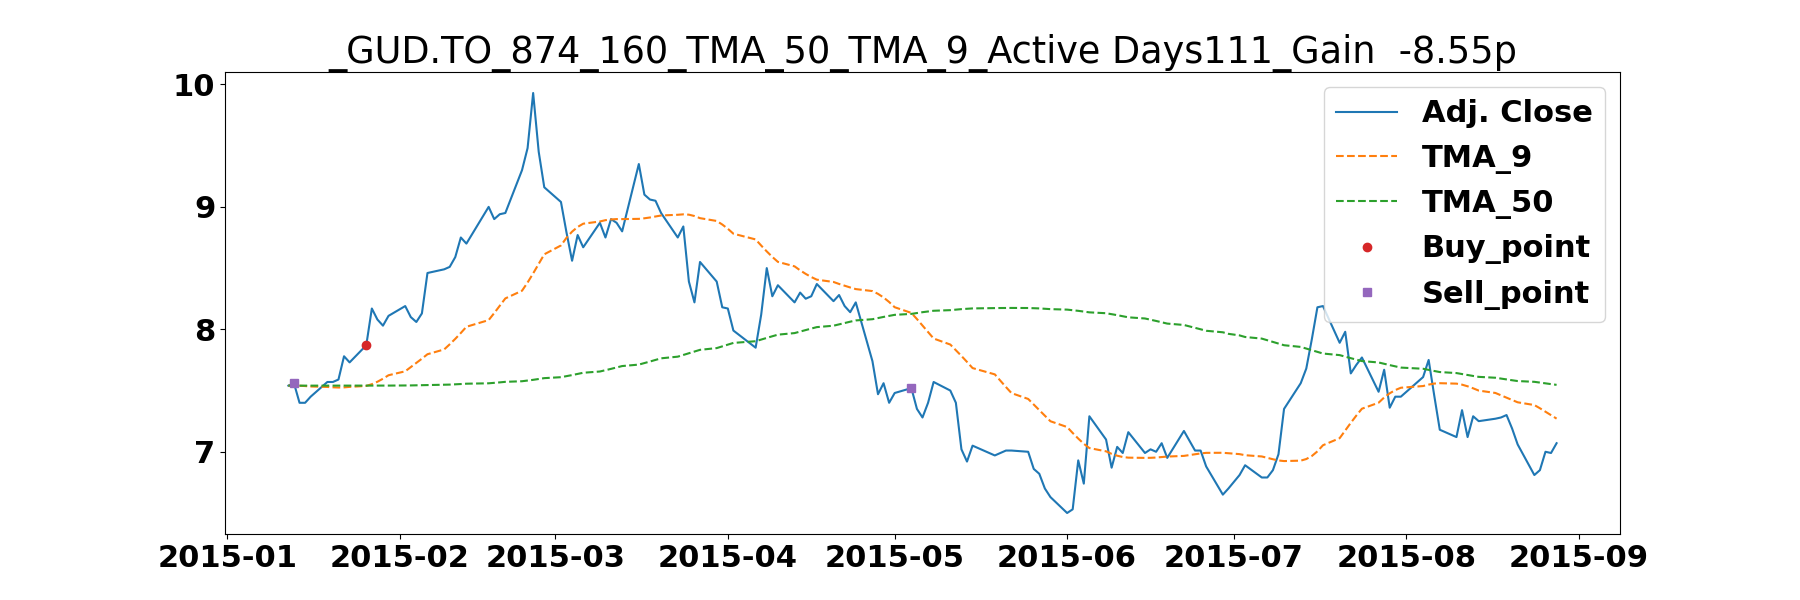 _GUD.TO_874_160_TMA_50_TMA_9_Active Days111_Gain  -8.55p
10
9
8
7
Adj. Close
TMA_9
TMA_50
Buy_point
Sell_point
2015-01 2015-02 2015-03 2015-04 2015-05 2015-06 2015-07 2015-08 2015-09